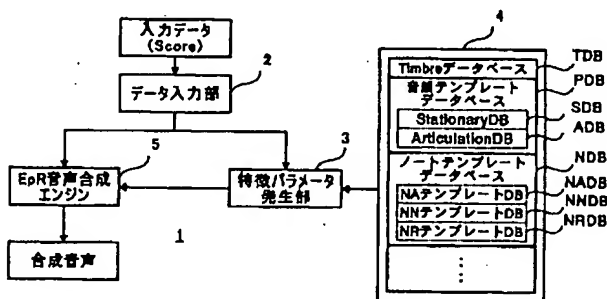 入力データ
(Score)
2
データ入力部
5
EpR音声合成
エンジン
3
特徴パラメータ
発生部
1
合成音声
4
Timbreデータベース
TDB
音韻テンプレート
データベース
PDB
StationaryDB
SDB
ArticulationDB
ADB
ノートテンプレート
データベース
NDB
NAテンプレートDB
NADB
NNテンプレートDB
NNDB
NRテンプレートDB
NRDB